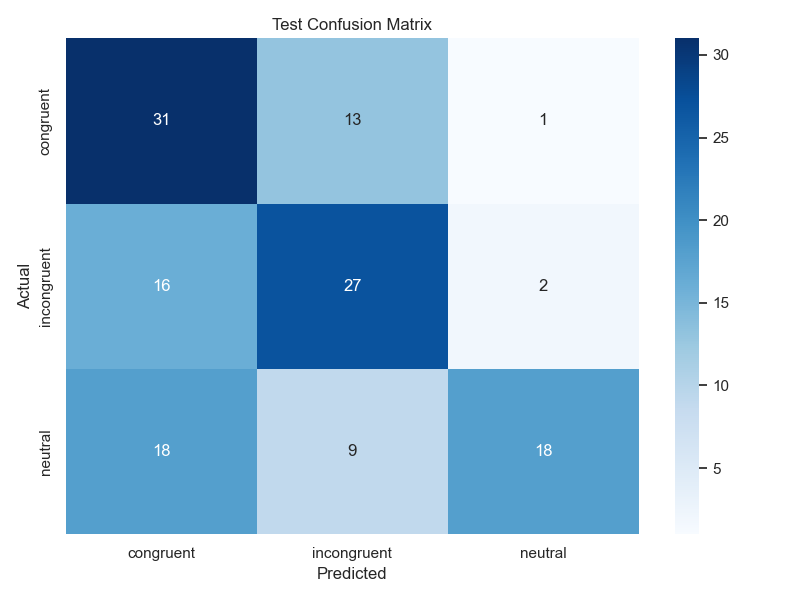 Test Confusion Matrix
Actual
congruent
31
13
1
incongruent
16
27
2
neutral
18
9
18
congruent
incongruent
neutral
Predicted
30
25
20
15
10
5